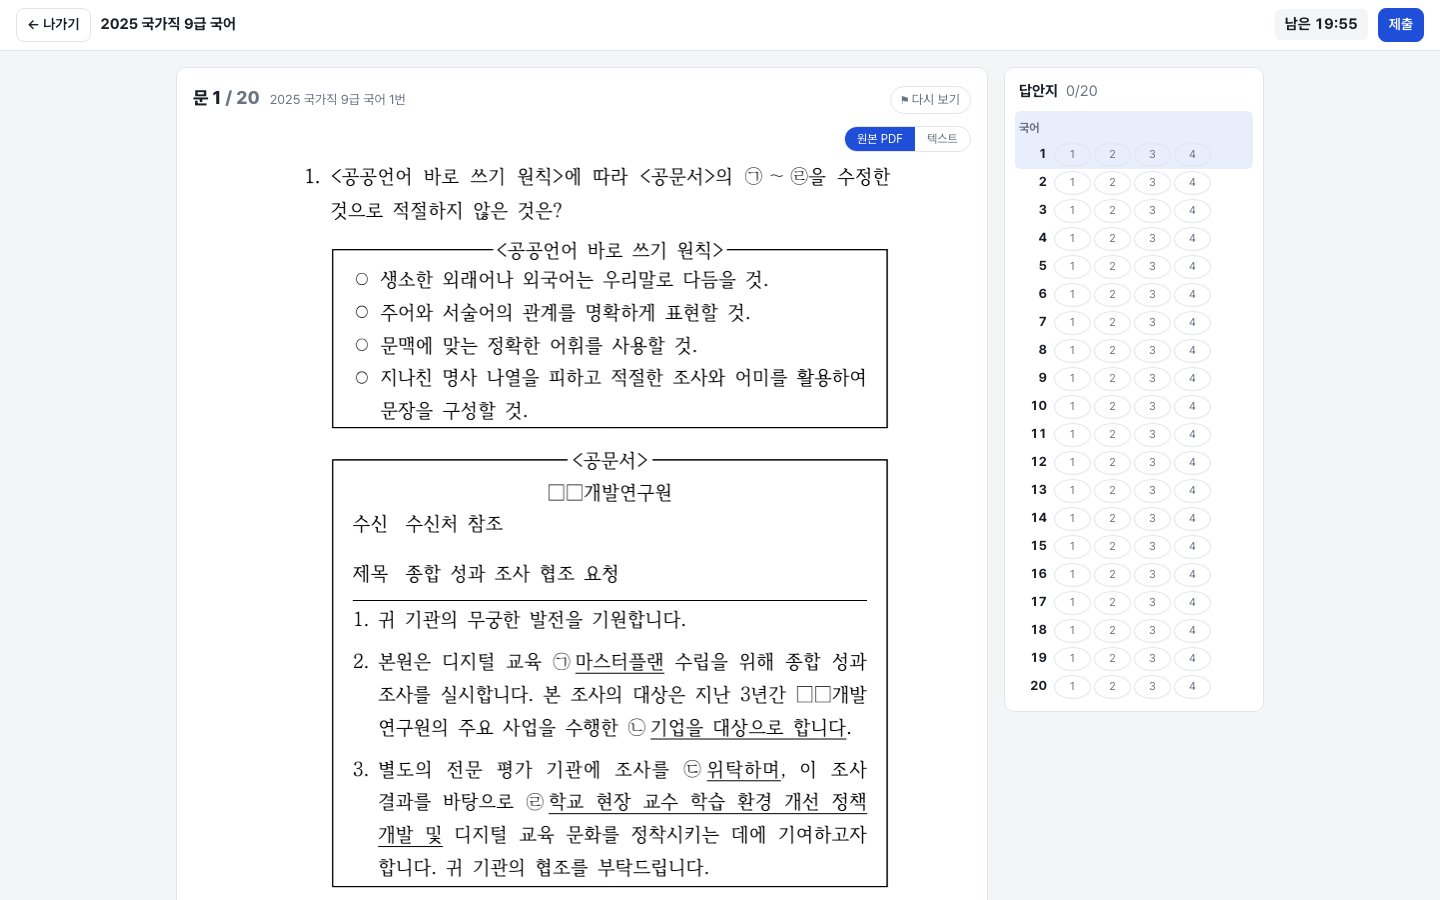 ← 나가기 2025 국가직 9급 국어
남은 19:55 제출
문 1 / 20 2025 국가직 9급 국어 1번
⚑ 다시 보기
원본 PDF 텍스트
1. <공공언어 바로 쓰기 원칙>에 따라 <공문서>의 ㉠ ~ ㉣을 수정한
것으로 적절하지 않은 것은?
<공공언어 바로 쓰기 원칙>
○ 생소한 외래어나 외국어는 우리말로 다듬을 것.
○ 주어와 서술어의 관계를 명확하게 표현할 것.
○ 문맥에 맞는 정확한 어휘를 사용할 것.
○ 지나친 명사 나열을 피하고 적절한 조사와 어미를 활용하여
문장을 구성할 것.
<공문서>
□□개발연구원
수신 수신처 참조
제목 종합 성과 조사 협조 요청
1. 귀 기관의 무궁한 발전을 기원합니다.
2. 본원은 디지털 교육 ㉠마스터플랜 수립을 위해 종합 성과
조사를 실시합니다. 본 조사의 대상은 지난 3년간 □□개발
연구원의 주요 사업을 수행한 ㉡기업을 대상으로 합니다.
3. 별도의 전문 평가 기관에 조사를 ㉢위탁하며, 이 조사
결과를 바탕으로 ㉣학교 현장 교수 학습 환경 개선 정책
개발 및 디지털 교육 문화를 정착시키는 데에 기여하고자
합니다. 귀 기관의 협조를 부탁드립니다.
답안지 0/20
국어
1 1 2 3 4
2 1 2 3 4
3 1 2 3 4
4 1 2 3 4
5 1 2 3 4
6 1 2 3 4
7 1 2 3 4
8 1 2 3 4
9 1 2 3 4
10 1 2 3 4
11 1 2 3 4
12 1 2 3 4
13 1 2 3 4
14 1 2 3 4
15 1 2 3 4
16 1 2 3 4
17 1 2 3 4
18 1 2 3 4
19 1 2 3 4
20 1 2 3 4